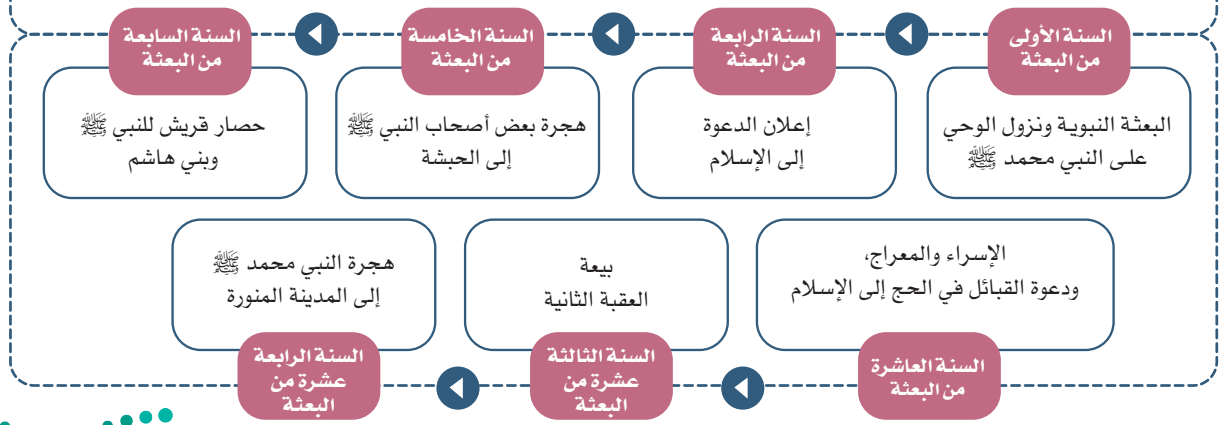 السنة الأولى
من البعثة
البعثة النبوية ونزول الوحي
على النبي محمد ﷺ
السنة الرابعة
من البعثة
إعلان الدعوة
إلى الإسلام
السنة الخامسة
من البعثة
هجرة بعض أصحاب النبي ﷺ
إلى الحبشة
السنة السابعة
من البعثة
حصار قريش للنبي ﷺ
وبني هاشم
الإسراء والمعراج،
ودعوة القبائل في الحج إلى الإسلام
السنة العاشرة
من البعثة
بيعة
العقبة الثانية
السنة الثالثة
عشرة من
البعثة
هجرة النبي محمد ﷺ
إلى المدينة المنورة
السنة الرابعة
عشرة من
البعثة